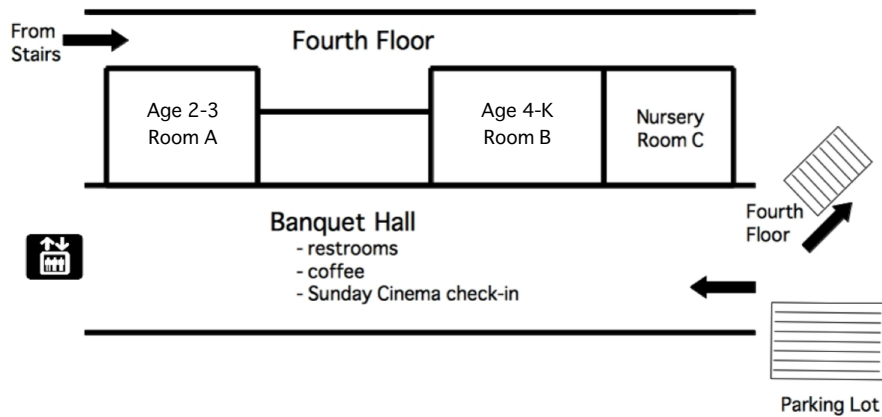 From
Stairs
Fourth Floor
Age 2-3
Room A
Age 4-K
Room B
Nursery
Room C
Banquet Hall
- restrooms
- coffee
- Sunday Cinema check-in
Fourth
Floor
Parking Lot